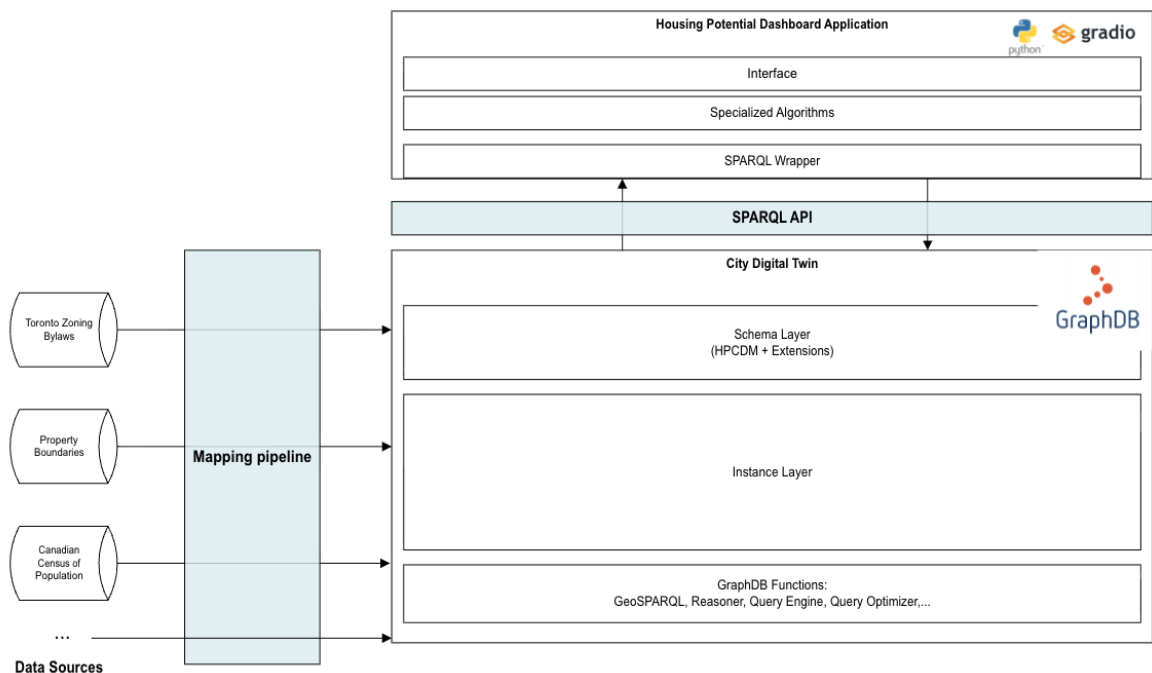 Housing Potential Dashboard Application
python
gradio
Interface
Specialized Algorithms
SPARQL Wrapper
SPARQL API
City Digital Twin
GraphDB
Schema Layer
(HPCDM + Extensions)
Instance Layer
GraphDB Functions:
GeoSPARQL, Reasoner, Query Engine, Query Optimizer,...
Mapping pipeline
Toronto Zoning
Bylaws
Property
Boundaries
Canadian
Census of
Population
...
Data Sources